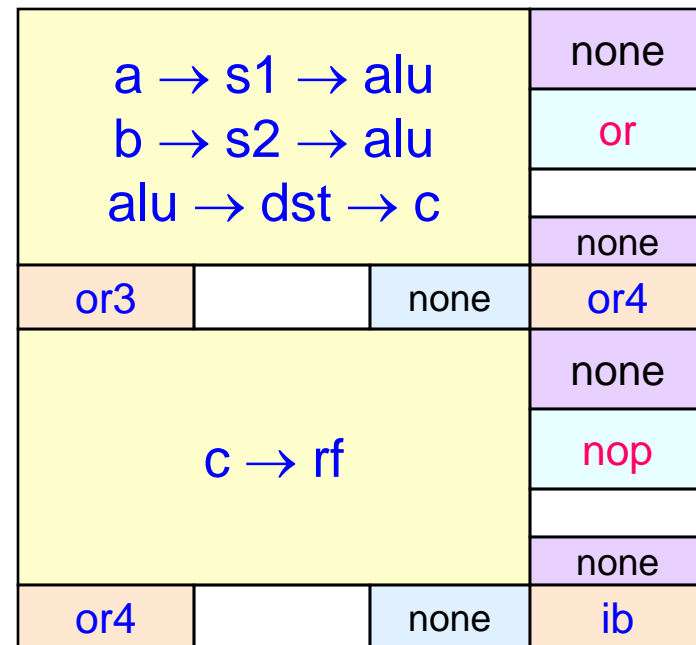 a → s1 → alu
b → s2 → alu
alu → dst → c
none
or
none
or3
none
or4
c → rf
none
nop
none
or4
none
ib